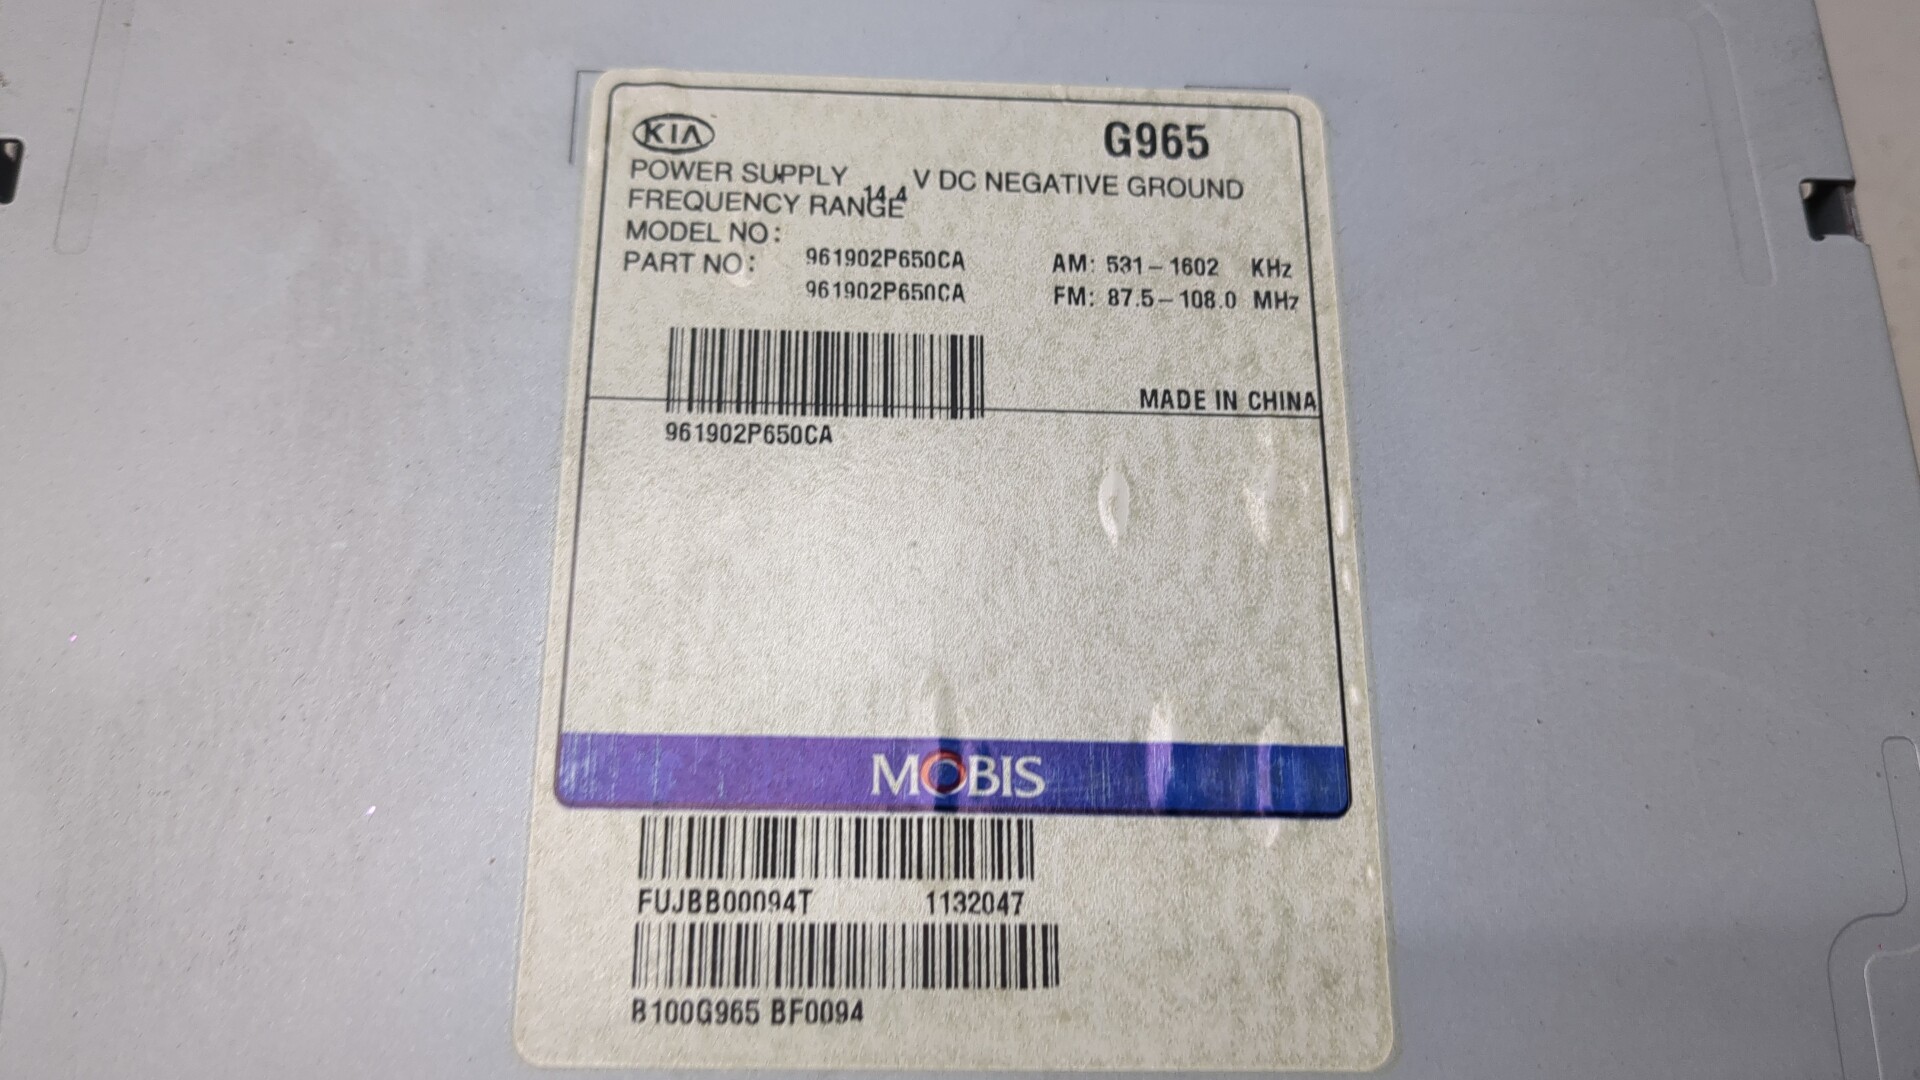 KIA G965
POWER SUPPLY 14.4 V DC NEGATIVE GROUND
FREQUENCY RANGE
MODEL NO: 961902P650CA AM: 531-1602 KHz
PART NO: 961902P650CA FM: 87.5-108.0 MHz
MADE IN CHINA
961902P650CA
MOBIS
FUJBB00094T 1132047
B100G965 BF0094